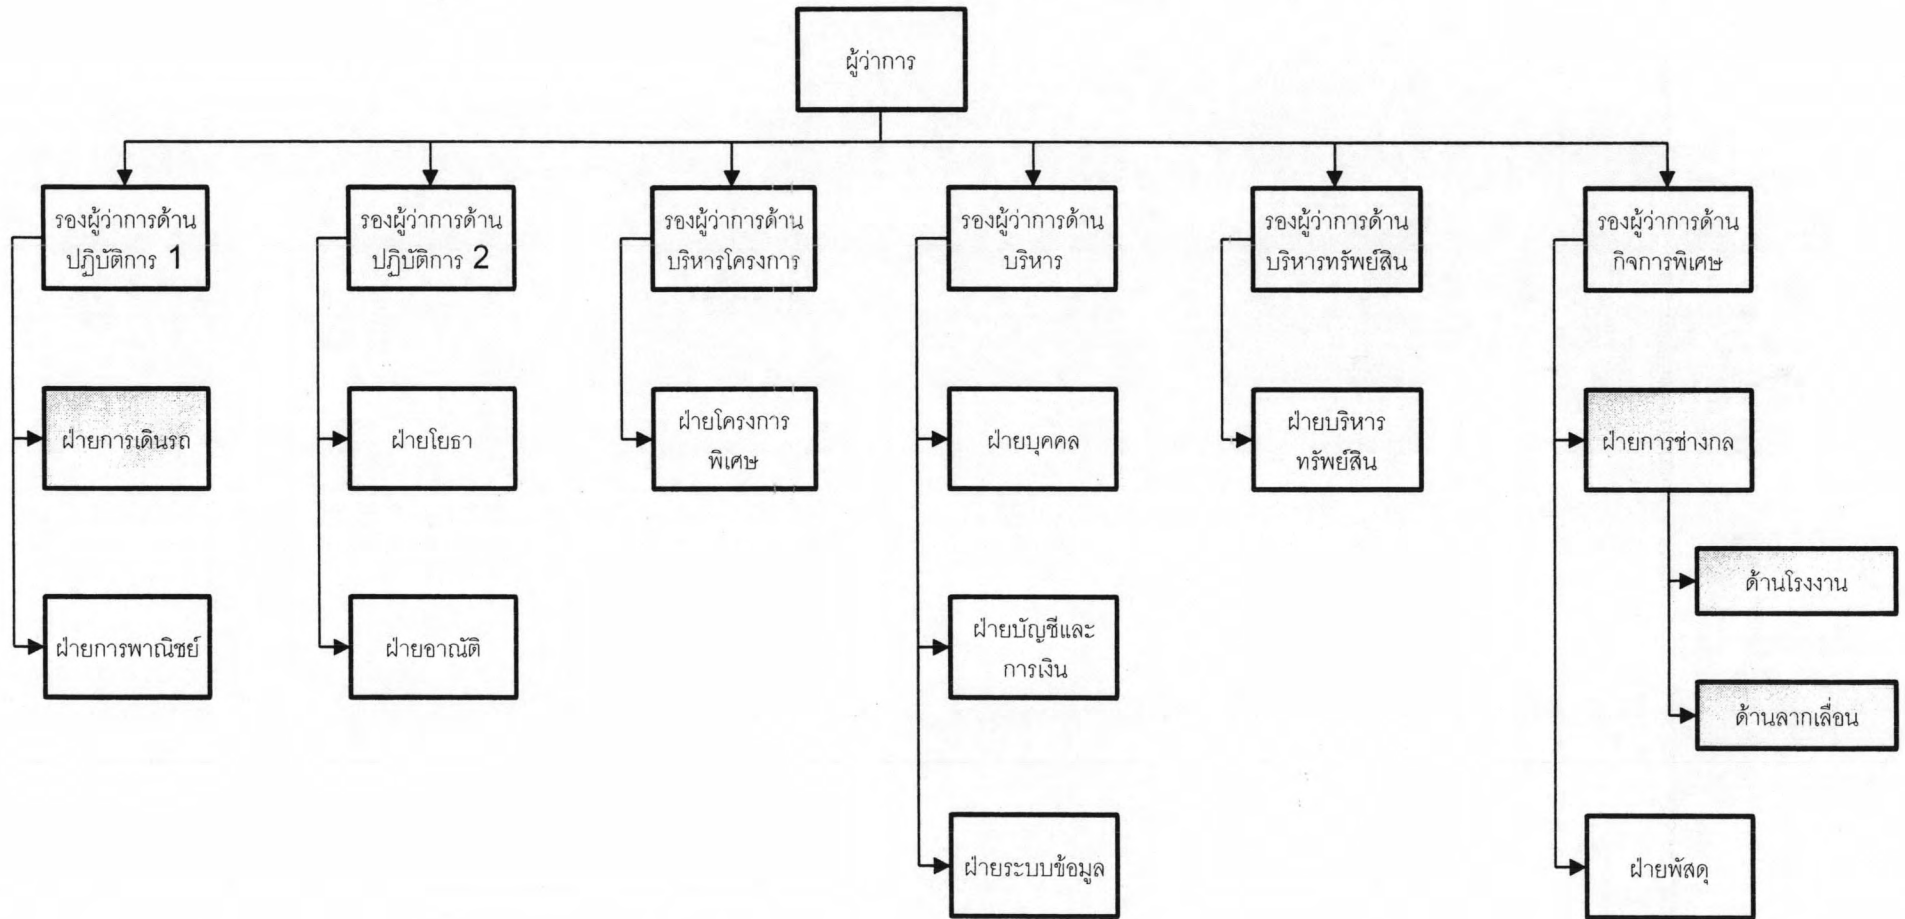 ผู้ว่าการ
รองผู้ว่าการด้าน
ปฏิบัติการ 1
รองผู้ว่าการด้าน
ปฏิบัติการ 2
รองผู้ว่าการด้าน
บริหารโครงการ
รองผู้ว่าการด้าน
บริหาร
รองผู้ว่าการด้าน
บริหารทรัพย์สิน
รองผู้ว่าการด้าน
กิจการพิเศษ
ฝ่ายการเดินรถ
ฝ่ายโยธา
ฝ่ายโครงการ
พิเศษ
ฝ่ายบุคคล
ฝ่ายบริหาร
ทรัพย์สิน
ฝ่ายการช่างกล
ด้านโรงงาน
ฝ่ายการพาณิชย์
ฝ่ายอาณัติ
ฝ่ายบัญชีและ
การเงิน
ด้านลากเลื่อน
ฝ่ายระบบข้อมูล
ฝ่ายพัสดุ